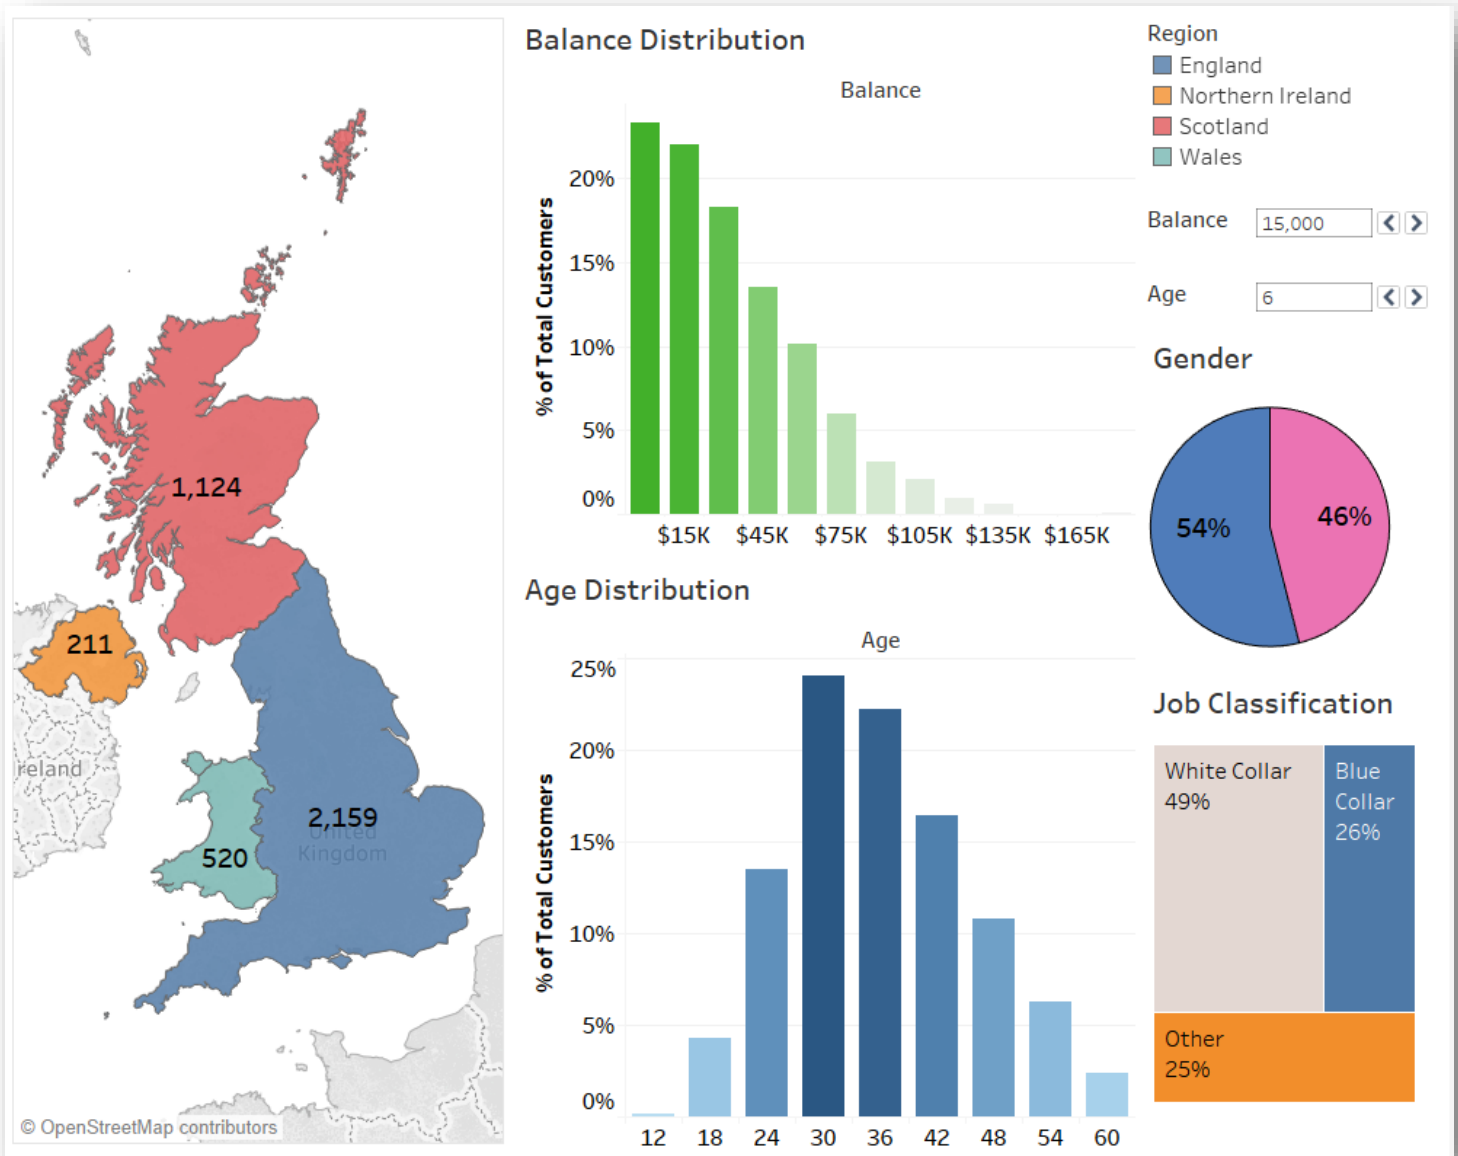 1,124
211
reland
2,159
United
Kingdom
520
© OpenStreetMap contributors
Balance Distribution
Balance
% of Total Customers
20%
15%
10%
5%
0%
$15K $45K $75K $105K $135K $165K
Age Distribution
Age
% of Total Customers
25%
20%
15%
10%
5%
0%
12 18 24 30 36 42 48 54 60
Region
England
Northern Ireland
Scotland
Wales
Balance 15,000
Age 6
Gender
54%
46%
Job Classification
White Collar
49%
Blue
Collar
26%
Other
25%